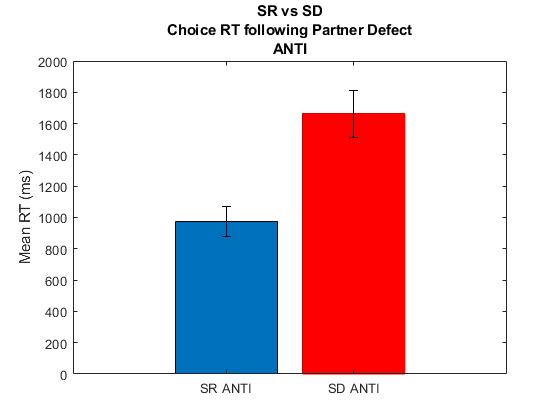 SR vs SD
Choice RT following Partner Defect
ANTI
2000
1800
1600
1400
1200
1000
800
600
400
200
0
Mean RT (ms)
SR ANTI
SD ANTI